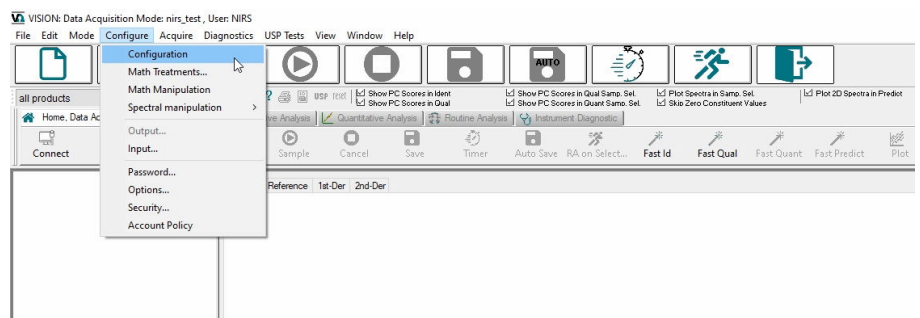 VISION: Data Acquisition Mode: nirs_test , User: NIRS
File Edit Mode Configure Acquire Diagnostics USP Tests View Window Help
AUTO
Configuration
Math Treatments...
Math Manipulation
Spectral manipulation
Output...
Input...
Password...
Options...
Security...
Account Policy
all products
? USP Show PC Scores in Ident Show PC Scores in Qual Samp. Sel. Plot Spectra in Samp. Sel. Plot 2D Spectra in Predict
Show PC Scores in Qual Show PC Scores in Quant Samp. Sel. Skip Zero Constituent Values
Home, Data Ac ve Analysis Quantitative Analysis Routine Analysis Instrument Diagnostic
Connect Sample Cancel Save Timer Auto Save RA on Select... Fast Id Fast Qual Fast Quant Fast Predict Plot
Reference 1st-Der 2nd-Der